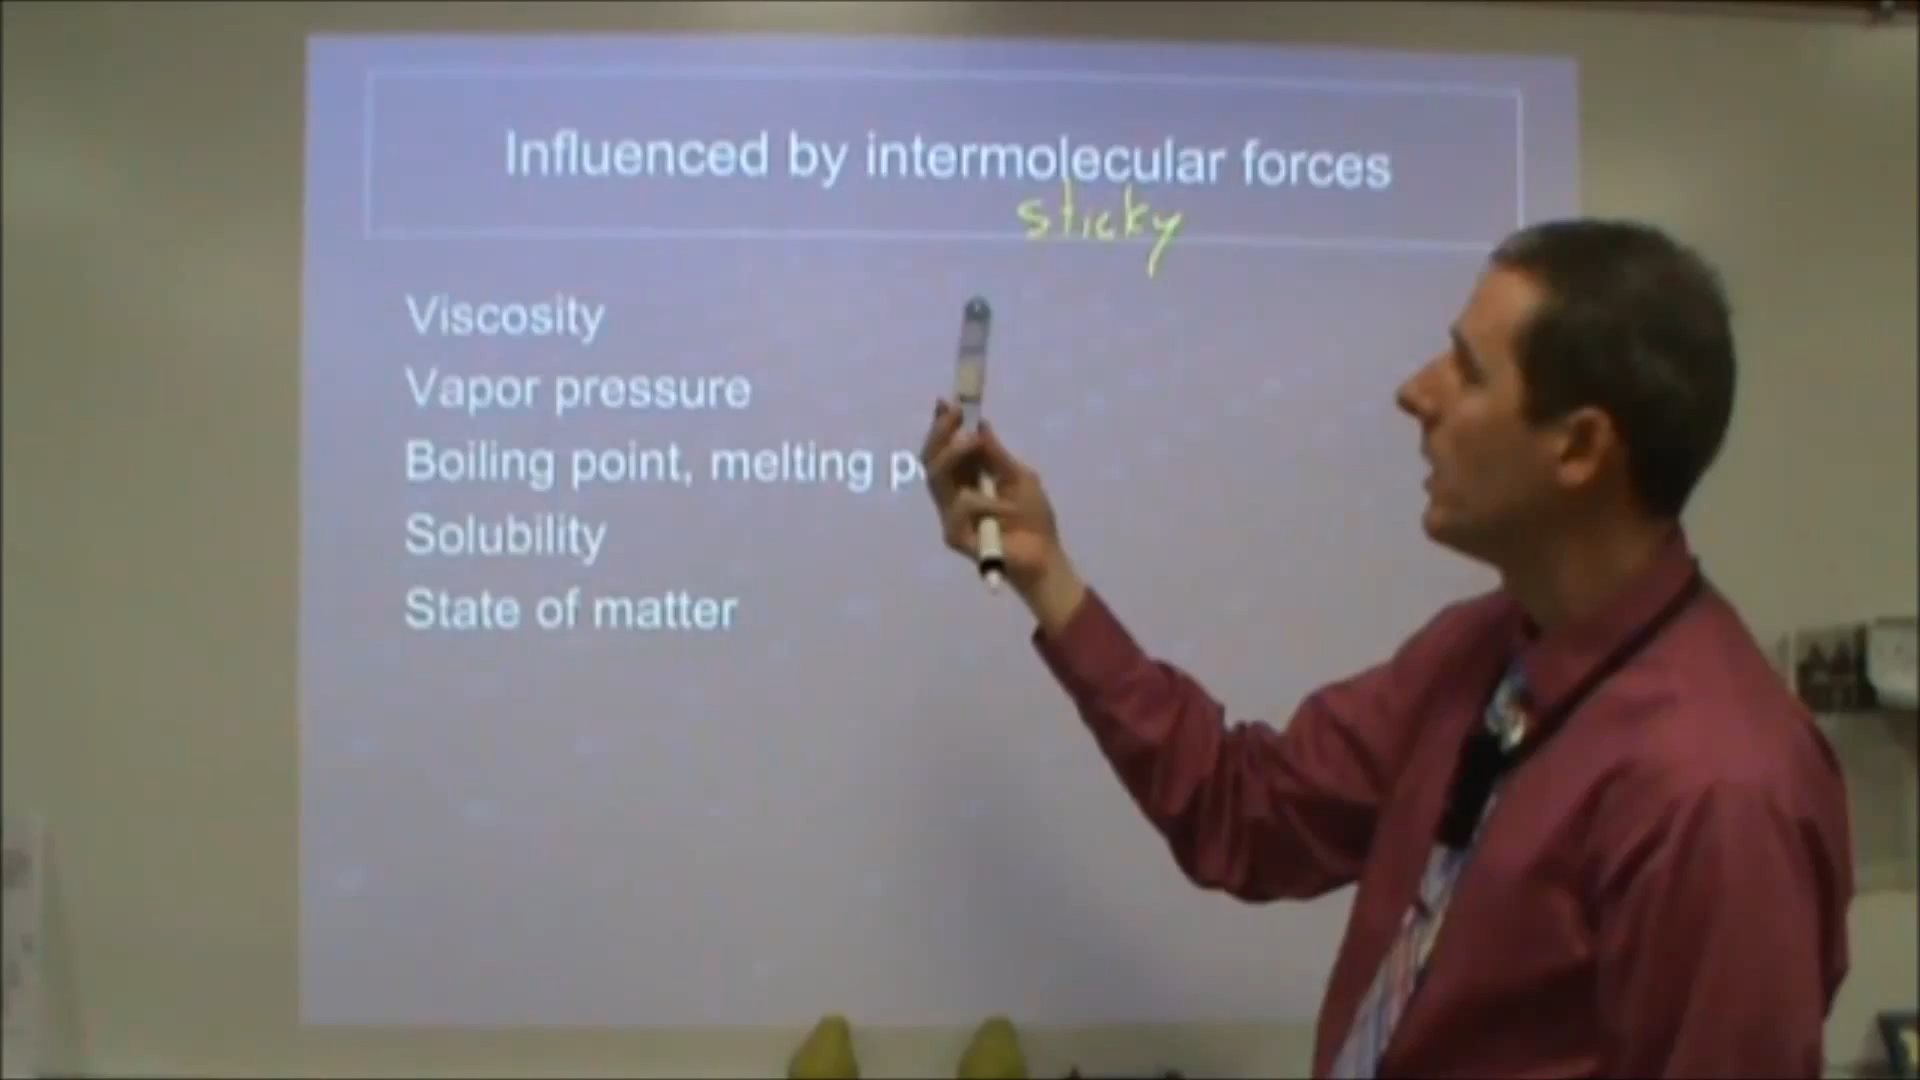 Influenced by intermolecular forces
sticky
Viscosity
Vapor pressure
Boiling point, melting p
Solubility
State of matter